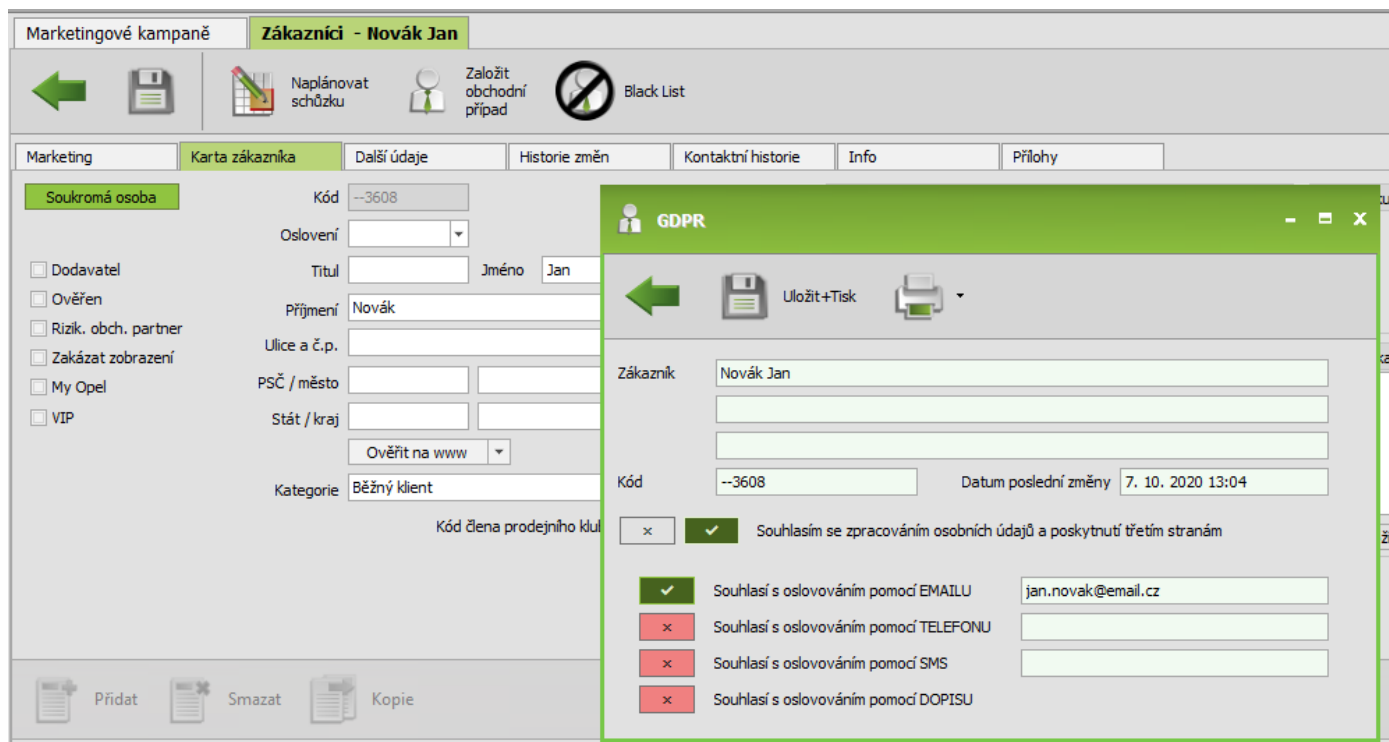 Marketingové kampaně
Zákazníci - Novák Jan
Naplánovat
schůzku
Založit
obchodní
případ
Black List
Marketing
Karta zákazníka
Další údaje
Historie změn
Kontaktní historie
Info
Přílohy
Soukromá osoba
Kód --3608
Oslovení
Dodavatel
Titul
Jméno Jan
Ověřen
Příjmení Novák
Rizik. obch. partner
Ulice a č.p.
Zakázat zobrazení
PSČ / město
My Opel
Stát / kraj
VIP
Ověřit na www
Kategorie Běžný klient
Kód člena prodejního klub
Přidat
Smazat
Kopie
GDPR
Uložit+Tisk
Zákazník Novák Jan
Kód --3608
Datum poslední změny 7. 10. 2020 13:04
Souhlasím se zpracováním osobních údajů a poskytnutí třetím stranám
Souhlasí s oslovováním pomocí EMAILU jan.novak@email.cz
Souhlasí s oslovováním pomocí TELEFONU
Souhlasí s oslovováním pomocí SMS
Souhlasí s oslovováním pomocí DOPISU